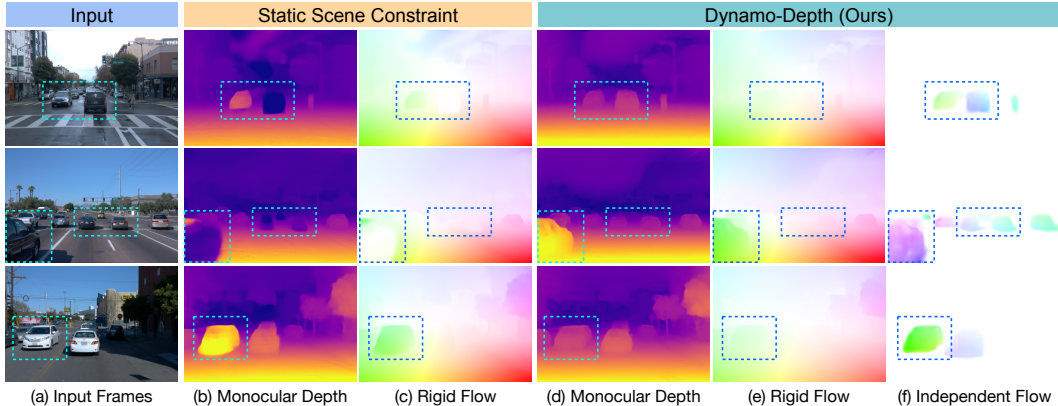 Input
Static Scene Constraint
Dynamo-Depth (Ours)
(a) Input Frames
(b) Monocular Depth
(c) Rigid Flow
(d) Monocular Depth
(e) Rigid Flow
(f) Independent Flow